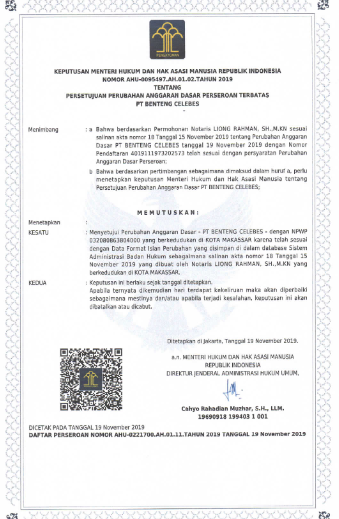 KEPUTUSAN MENTERI HUKUM DAN HAK ASASI MANUSIA REPUBLIK INDONESIA
NOMOR AHU-0095497.AH.01.02.TAHUN 2019
TENTANG
PERSETUJUAN PERUBAHAN ANGGARAN DASAR PERSEROAN TERBATAS
PT BENTENG CELEBES
Menimbang : a Bahwa berdasarkan Permohonan Notaris LIONG RAHMAN, SH.,M.KN sesuai
salinan akta nomor 18 Tanggal 15 November 2019 tentang Perubahan Anggaran
Dasar PT BENTENG CELEBES tanggal 19 November 2019 dengan Nomor
Pendaftaran 4019111973202573 telah sesuai dengan persyaratan Perubahan
Anggaran Dasar Perseroan;
b Bahwa berdasarkan pertimbangan sebagaimana dimaksud dalam huruf a, perlu
menetapkan keputusan Menteri Hukum dan Hak Asasi Manusia tentang
Persetujuan Perubahan Anggaran Dasar PT BENTENG CELEBES;
M E M U T U S K A N :
Menetapkan :
KESATU : Menyetujui Perubahan Anggaran Dasar - PT BENTENG CELEBES - dengan NPWP
032080863804000 yang berkedudukan di KOTA MAKASSAR karena telah sesuai
dengan Data Format Isian Perubahan yang disimpan di dalam database Sistem
Administrasi Badan Hukum sebagaimana salinan akta nomor 18 Tanggal 15
November 2019 yang dibuat oleh Notaris LIONG RAHMAN, SH.,M.KN yang
berkedudukan di KOTA MAKASSAR.
KEDUA : Keputusan ini berlaku sejak tanggal ditetapkan.
Apabila ternyata dikemudian hari terdapat kekeliruan maka akan diperbaiki
sebagaimana mestinya dan/atau apabila terjadi kesalahan, keputusan ini akan
dibatalkan atau dicabut.
Ditetapkan di Jakarta, Tanggal 19 November 2019.
a.n. MENTERI HUKUM DAN HAK ASASI MANUSIA
REPUBLIK INDONESIA
DIREKTUR JENDERAL ADMINISTRASI HUKUM UMUM,
Cahyo Rahadian Muzhar, S.H., LLM.
19690918 199403 1 001
DICETAK PADA TANGGAL 19 November 2019
DAFTAR PERSEROAN NOMOR AHU-0221700.AH.01.11.TAHUN 2019 TANGGAL 19 November 2019